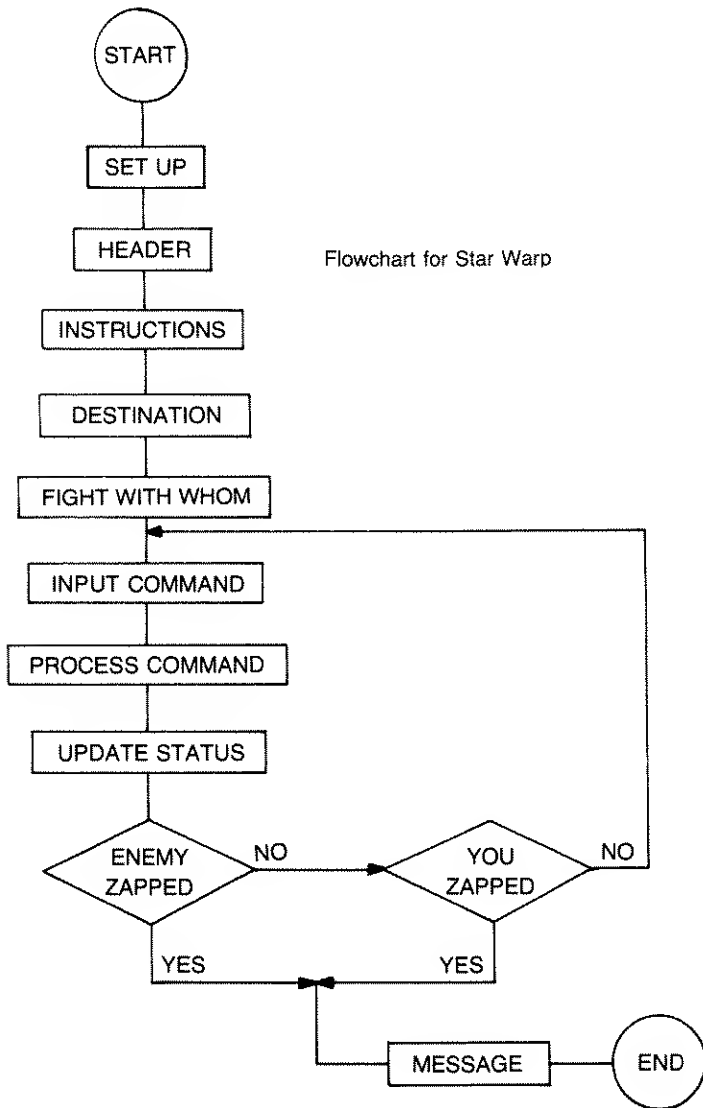 START
SET UP
HEADER
Flowchart for Star Warp
INSTRUCTIONS
DESTINATION
FIGHT WITH WHOM
INPUT COMMAND
PROCESS COMMAND
UPDATE STATUS
ENEMY
ZAPPED
NO
YOU
ZAPPED
NO
YES
YES
MESSAGE
END